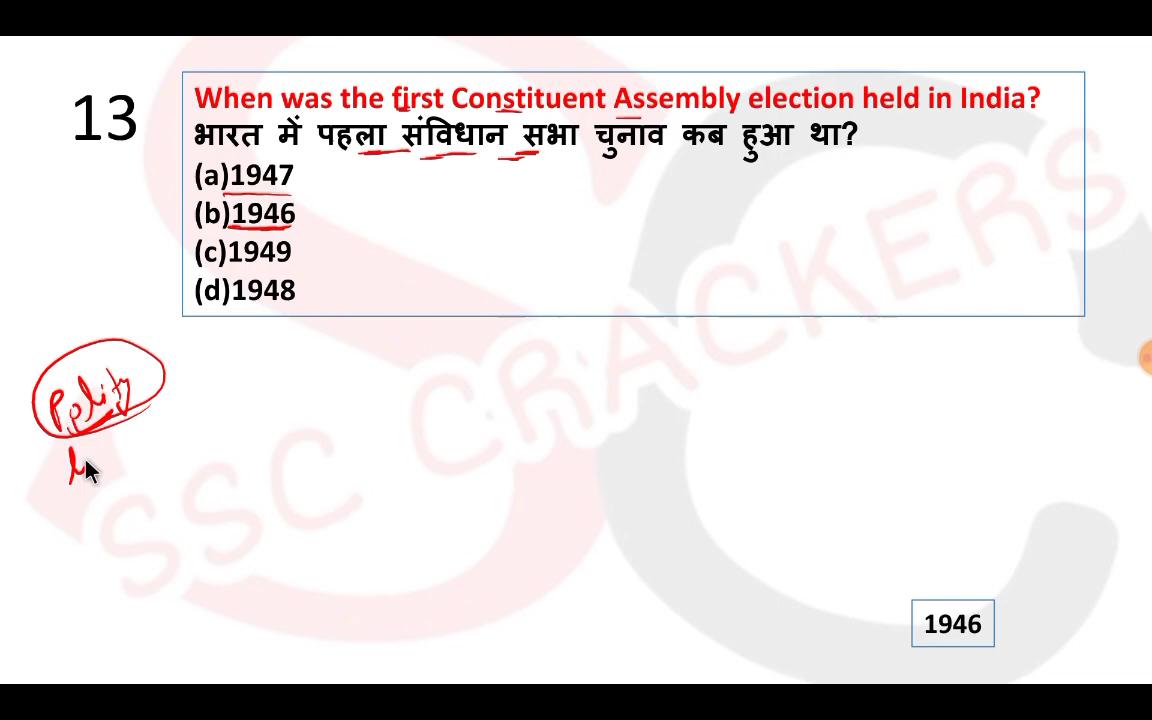 13
When was the first Constituent Assembly election held in India?
भारत में पहला संविधान सभा चुनाव कब हुआ था?
(a)1947
(b)1946
(c)1949
(d)1948
Polity
SSC CRACKERS
1946